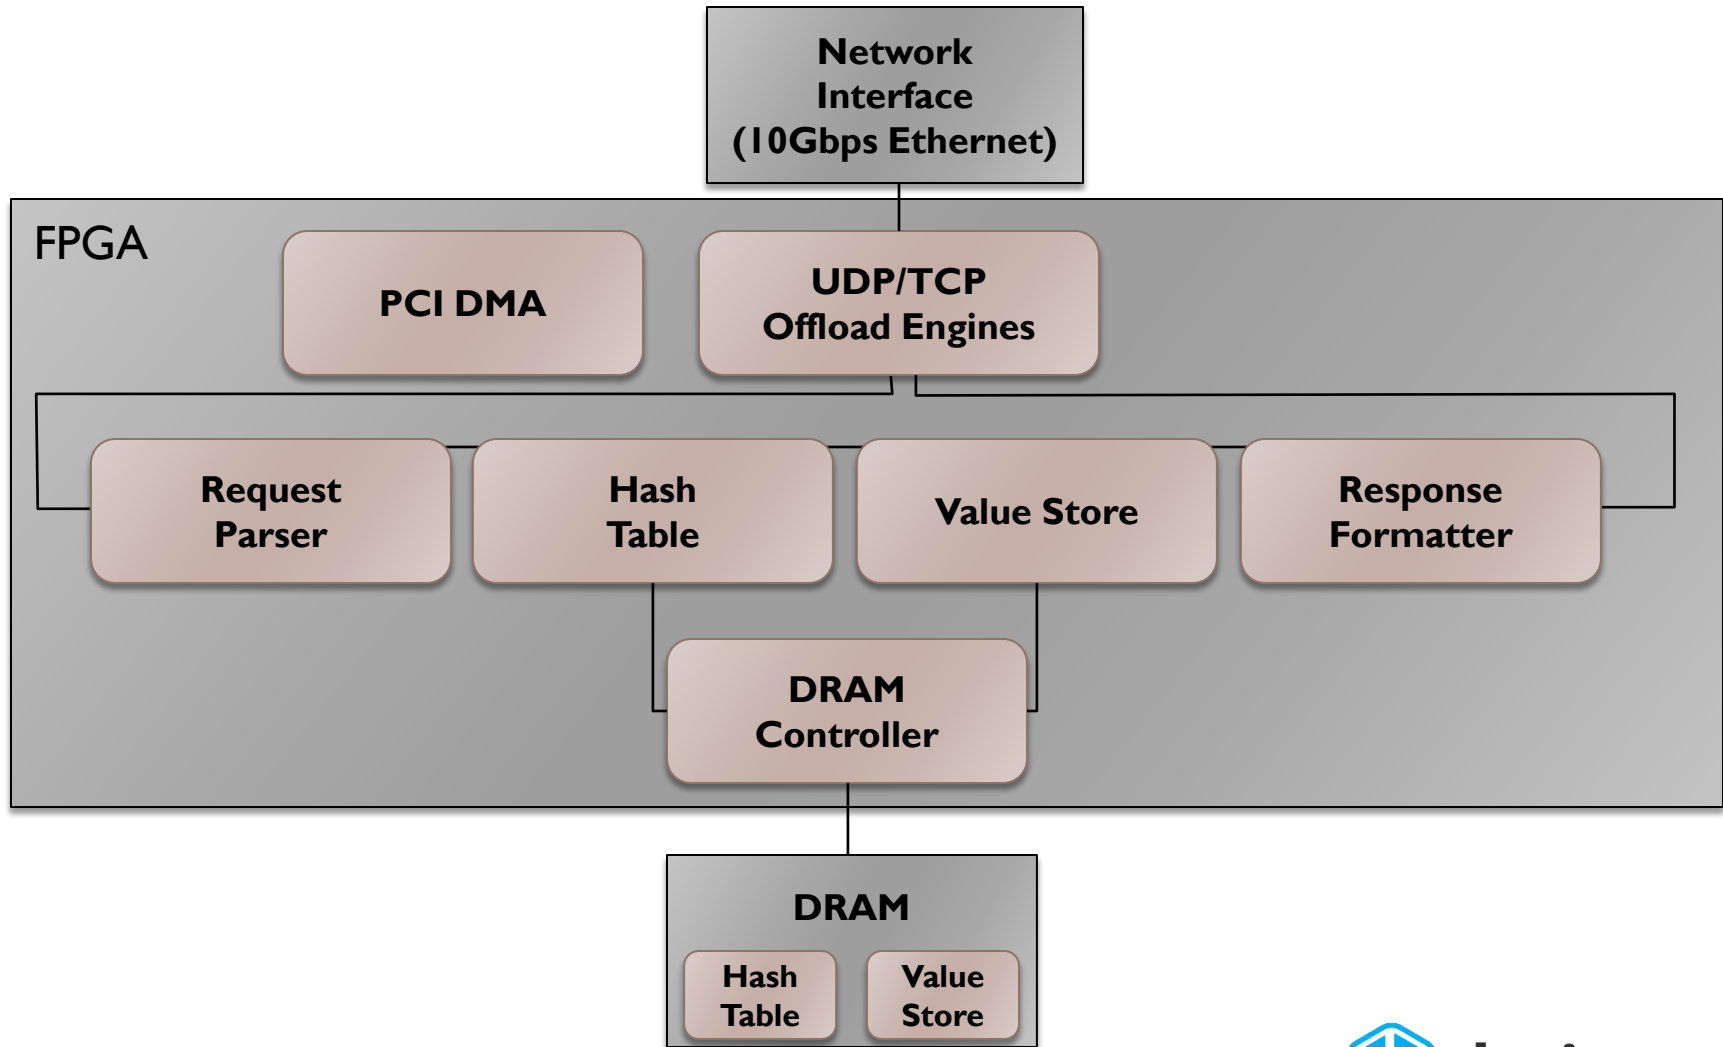 Network
Interface
(10Gbps Ethernet)
FPGA
PCI DMA
UDP/TCP
Offload Engines
Request
Parser
Hash
Table
Value Store
Response
Formatter
DRAM
Controller
DRAM
Hash
Table
Value
Store